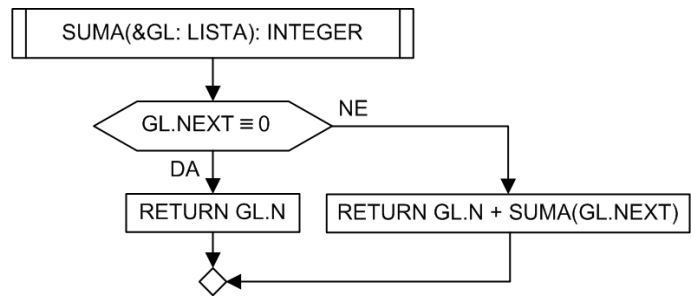 SUMA(&GL: LISTA): INTEGER
GL.NEXT ≡ 0
NE
DA
RETURN GL.N
RETURN GL.N + SUMA(GL.NEXT)